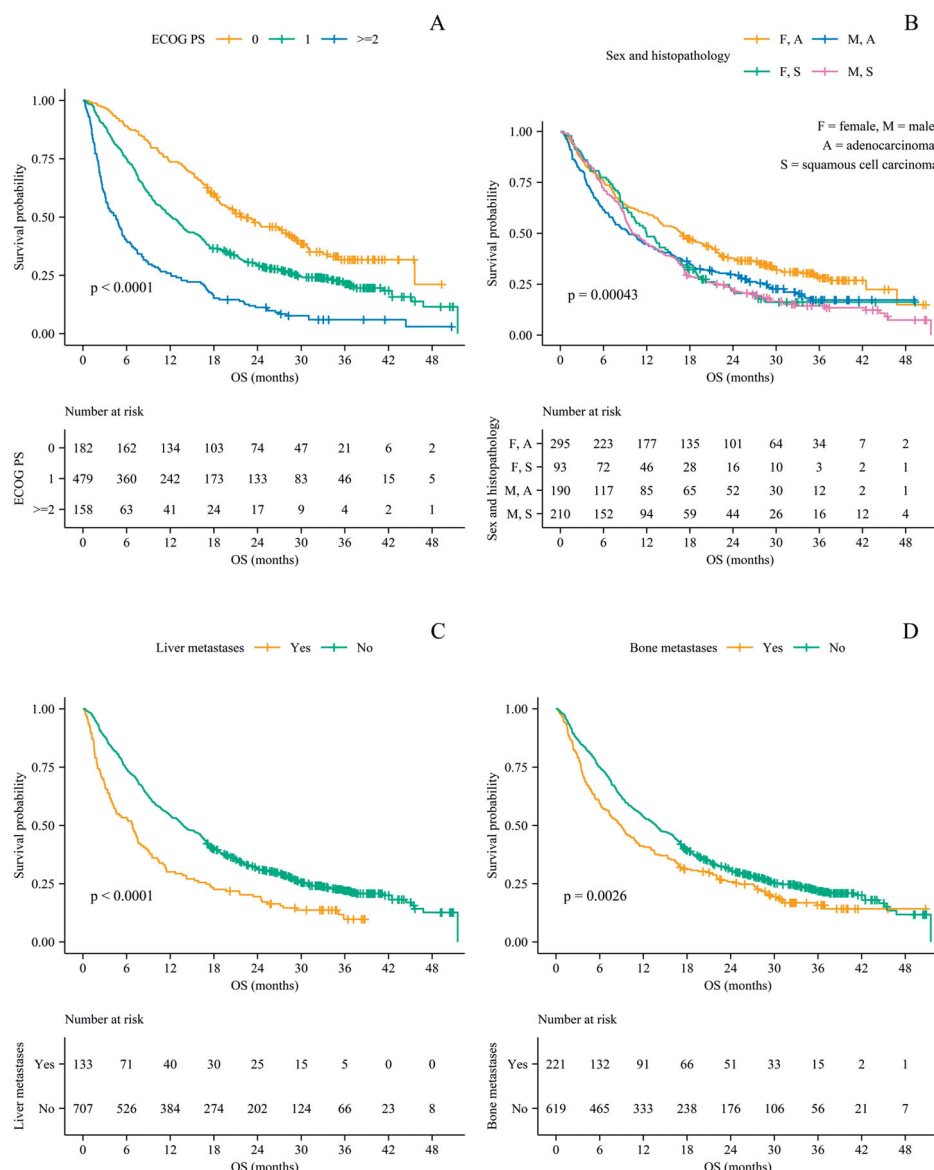 A
ECOG PS 0 1 >=2
1.00
0.75
0.50
0.25
0.00
Survival probability
p < 0.0001
0 6 12 18 24 30 36 42 48
OS (months)
Number at risk
ECOG PS
0 182 162 134 103 74 47 21 6 2
1 479 360 242 173 133 83 46 15 5
>=2 158 63 41 24 17 9 4 2 1
0 6 12 18 24 30 36 42 48
OS (months)
B
Sex and histopathology
F, A M, A
F, S M, S
F = female, M = male
A = adenocarcinoma
S = squamous cell carcinoma
1.00
0.75
0.50
0.25
0.00
Survival probability
p = 0.00043
0 6 12 18 24 30 36 42 48
OS (months)
Number at risk
Sex and histopathology
F, A 295 223 177 135 101 64 34 7 2
F, S 93 72 46 28 16 10 3 2 1
M, A 190 117 85 65 52 30 12 2 1
M, S 210 152 94 59 44 26 16 12 4
0 6 12 18 24 30 36 42 48
OS (months)
C
Liver metastases Yes No
1.00
0.75
0.50
0.25
0.00
Survival probability
p < 0.0001
0 6 12 18 24 30 36 42 48
OS (months)
Number at risk
Liver metastases
Yes 133 71 40 30 25 15 5 0 0
No 707 526 384 274 202 124 66 23 8
0 6 12 18 24 30 36 42 48
OS (months)
D
Bone metastases Yes No
1.00
0.75
0.50
0.25
0.00
Survival probability
p = 0.0026
0 6 12 18 24 30 36 42 48
OS (months)
Number at risk
Bone metastases
Yes 221 132 91 66 51 33 15 2 1
No 619 465 333 238 176 106 56 21 7
0 6 12 18 24 30 36 42 48
OS (months)